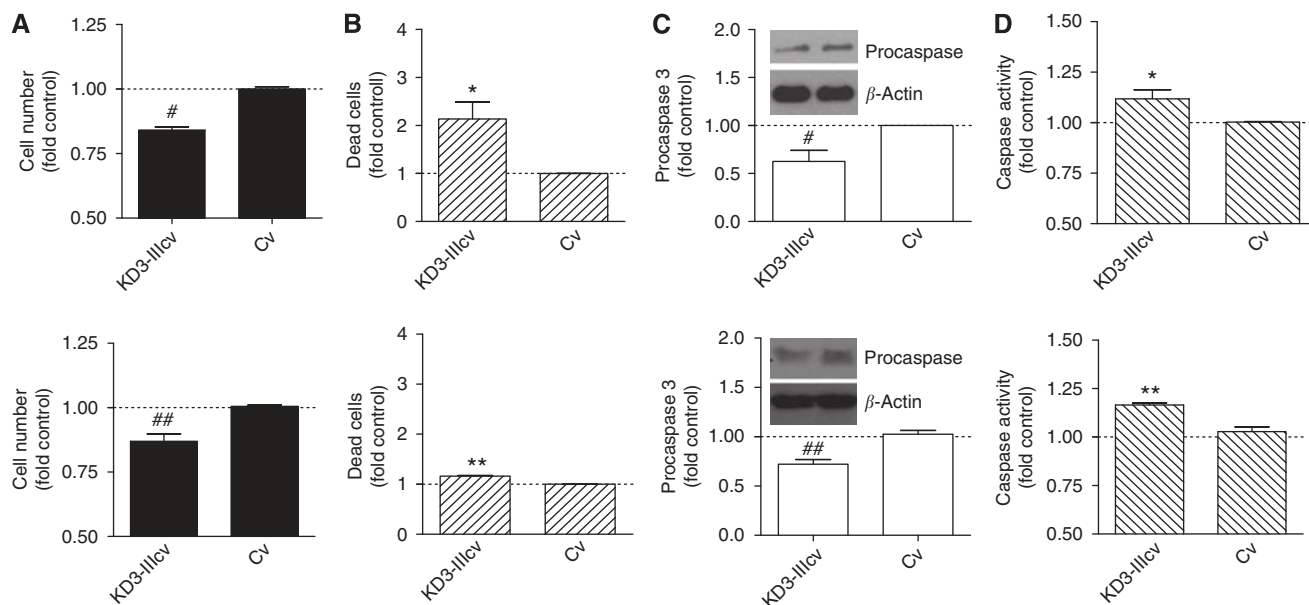 A
Cell number
(fold control)
1.25
1.00
0.75
0.50
#
KD3-IIIcv
Cv
B
Dead cells
(fold control)
4
3
2
1
0
*
KD3-IIIcv
Cv
C
Procaspase 3
(fold control)
2.0
1.5
1.0
0.5
0.0
Procaspase
β-Actin
#
KD3-IIIcv
Cv
D
Caspase activity
(fold control)
1.50
1.25
1.00
0.75
0.50
*
KD3-IIIcv
Cv
Cell number
(fold control)
1.25
1.00
0.75
0.50
##
KD3-IIIcv
Cv
Dead cells
(fold control)
4
3
2
1
0
**
KD3-IIIcv
Cv
Procaspase 3
(fold control)
2.0
1.5
1.0
0.5
0.0
Procaspase
β-Actin
##
KD3-IIIcv
Cv
Caspase activity
(fold control)
1.50
1.25
1.00
0.75
0.50
**
KD3-IIIcv
Cv